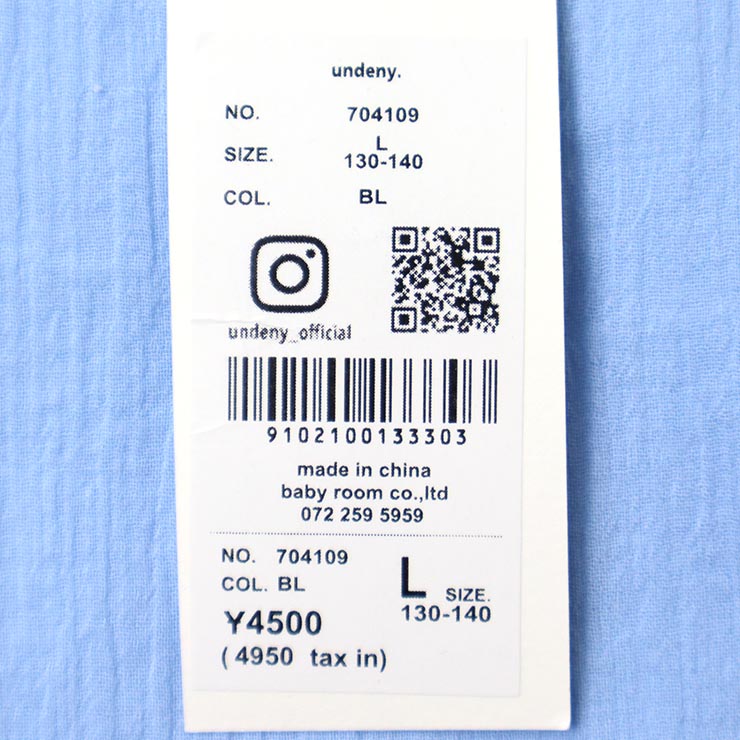 undeny.
NO. 704109
SIZE. L
130-140
COL. BL
undeny_official
9102100133303
made in china
baby room co.,ltd
072 259 5959
NO. 704109
COL. BL
L SIZE.
130-140
¥4500
( 4950 tax in)